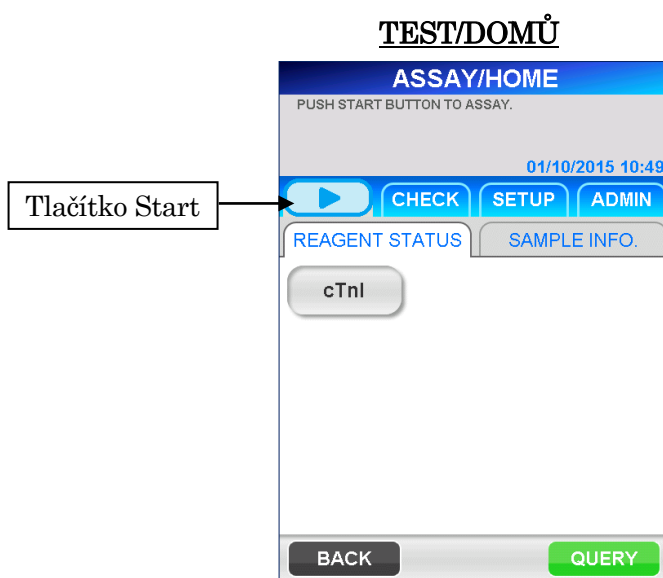 TEST/DOMŮ
ASSAY/HOME
PUSH START BUTTON TO ASSAY.
01/10/2015 10:49
Tlačítko Start
CHECK SETUP ADMIN
REAGENT STATUS SAMPLE INFO.
cTnI
BACK QUERY